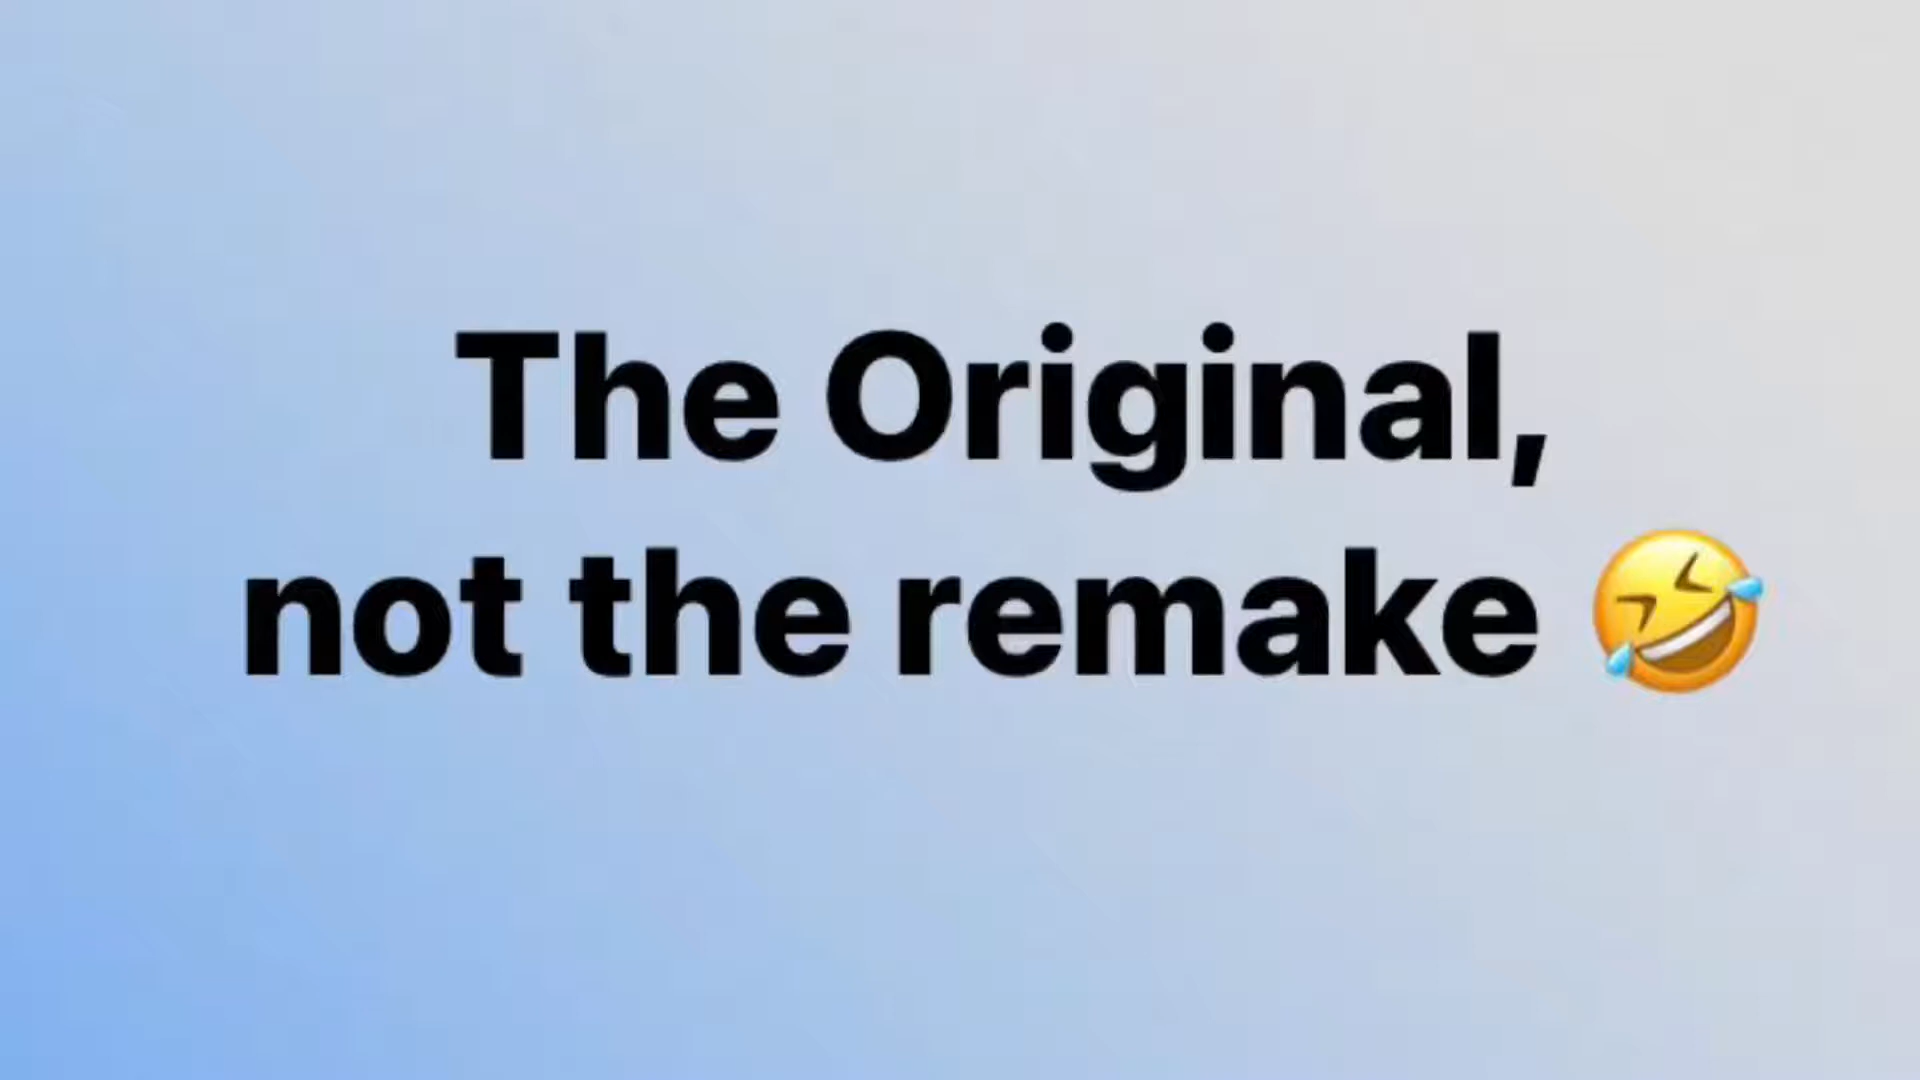 The Original,
not the remake 🤣